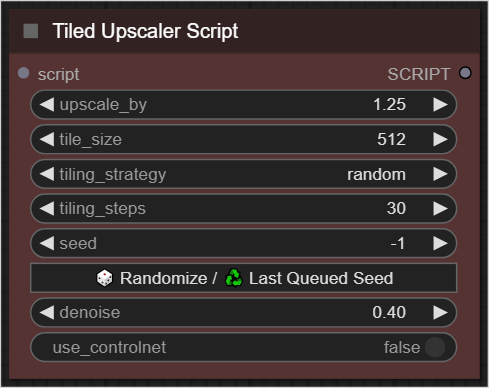 Tiled Upscaler Script
script SCRIPT
upscale_by 1.25
tile_size 512
tiling_strategy random
tiling_steps 30
seed -1
🎲 Randomize / ♻️ Last Queued Seed
denoise 0.40
use_controlnet false